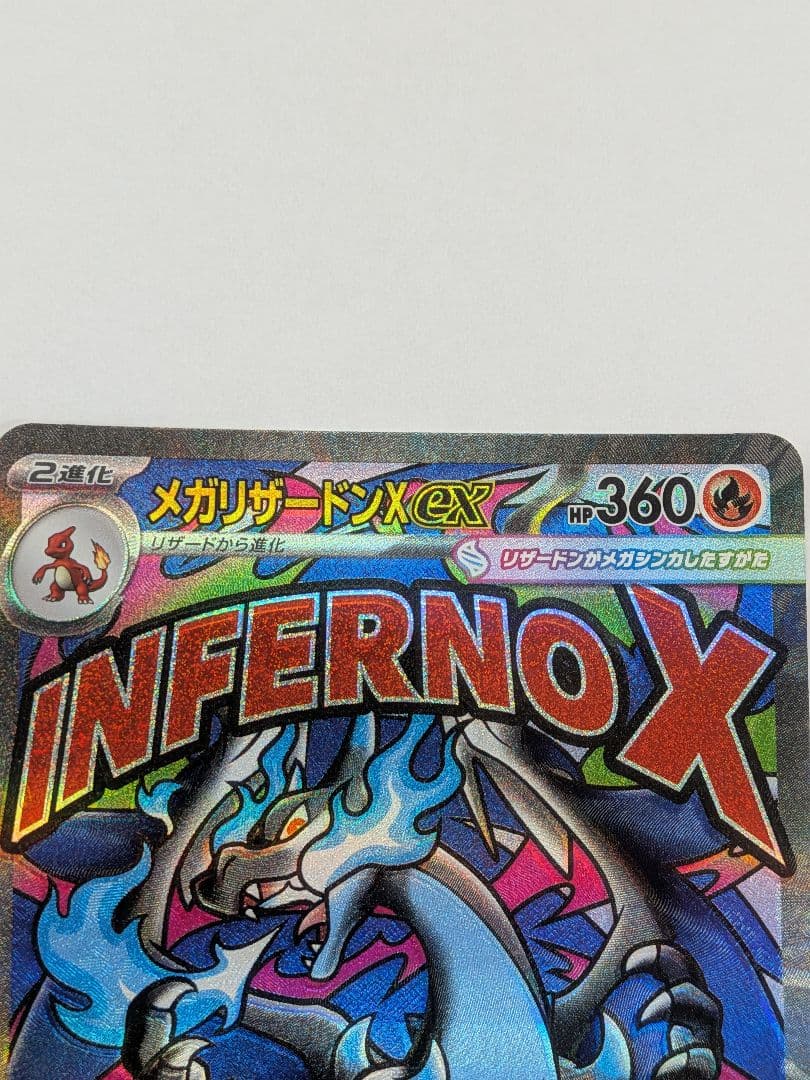 2進化
メガリザードンXex
HP360
リザードから進化
リザードンがメガシンカしたすがた
INFERNO X